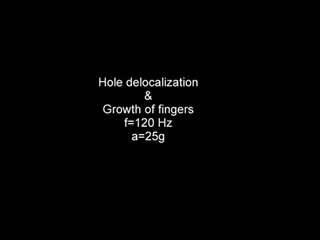 Hole delocalization
&
Growth of fingers
f=120 Hz
a=25g